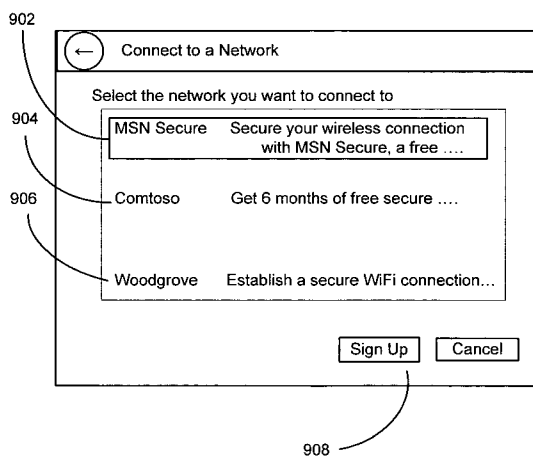 902
← Connect to a Network
Select the network you want to connect to
904
MSN Secure Secure your wireless connection
with MSN Secure, a free ....
906
Comtoso Get 6 months of free secure ....
Woodgrove Establish a secure WiFi connection...
Sign Up Cancel
908